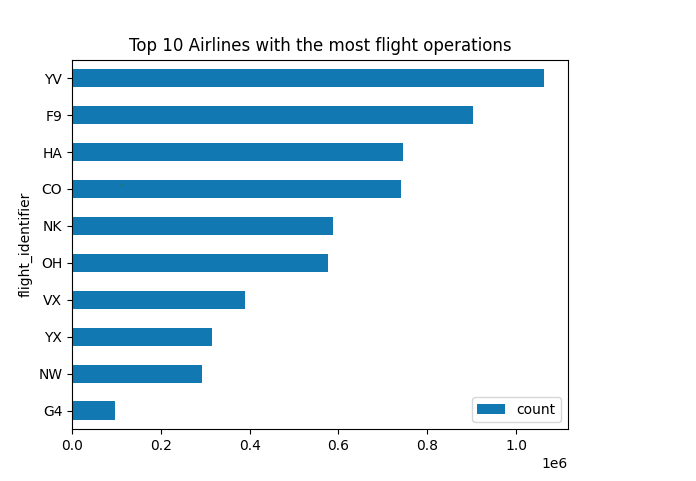 Top 10 Airlines with the most flight operations
YV
F9
HA
CO
NK
OH
VX
YX
NW
G4
flight_identifier
count
0.0 0.2 0.4 0.6 0.8 1.0
1e6